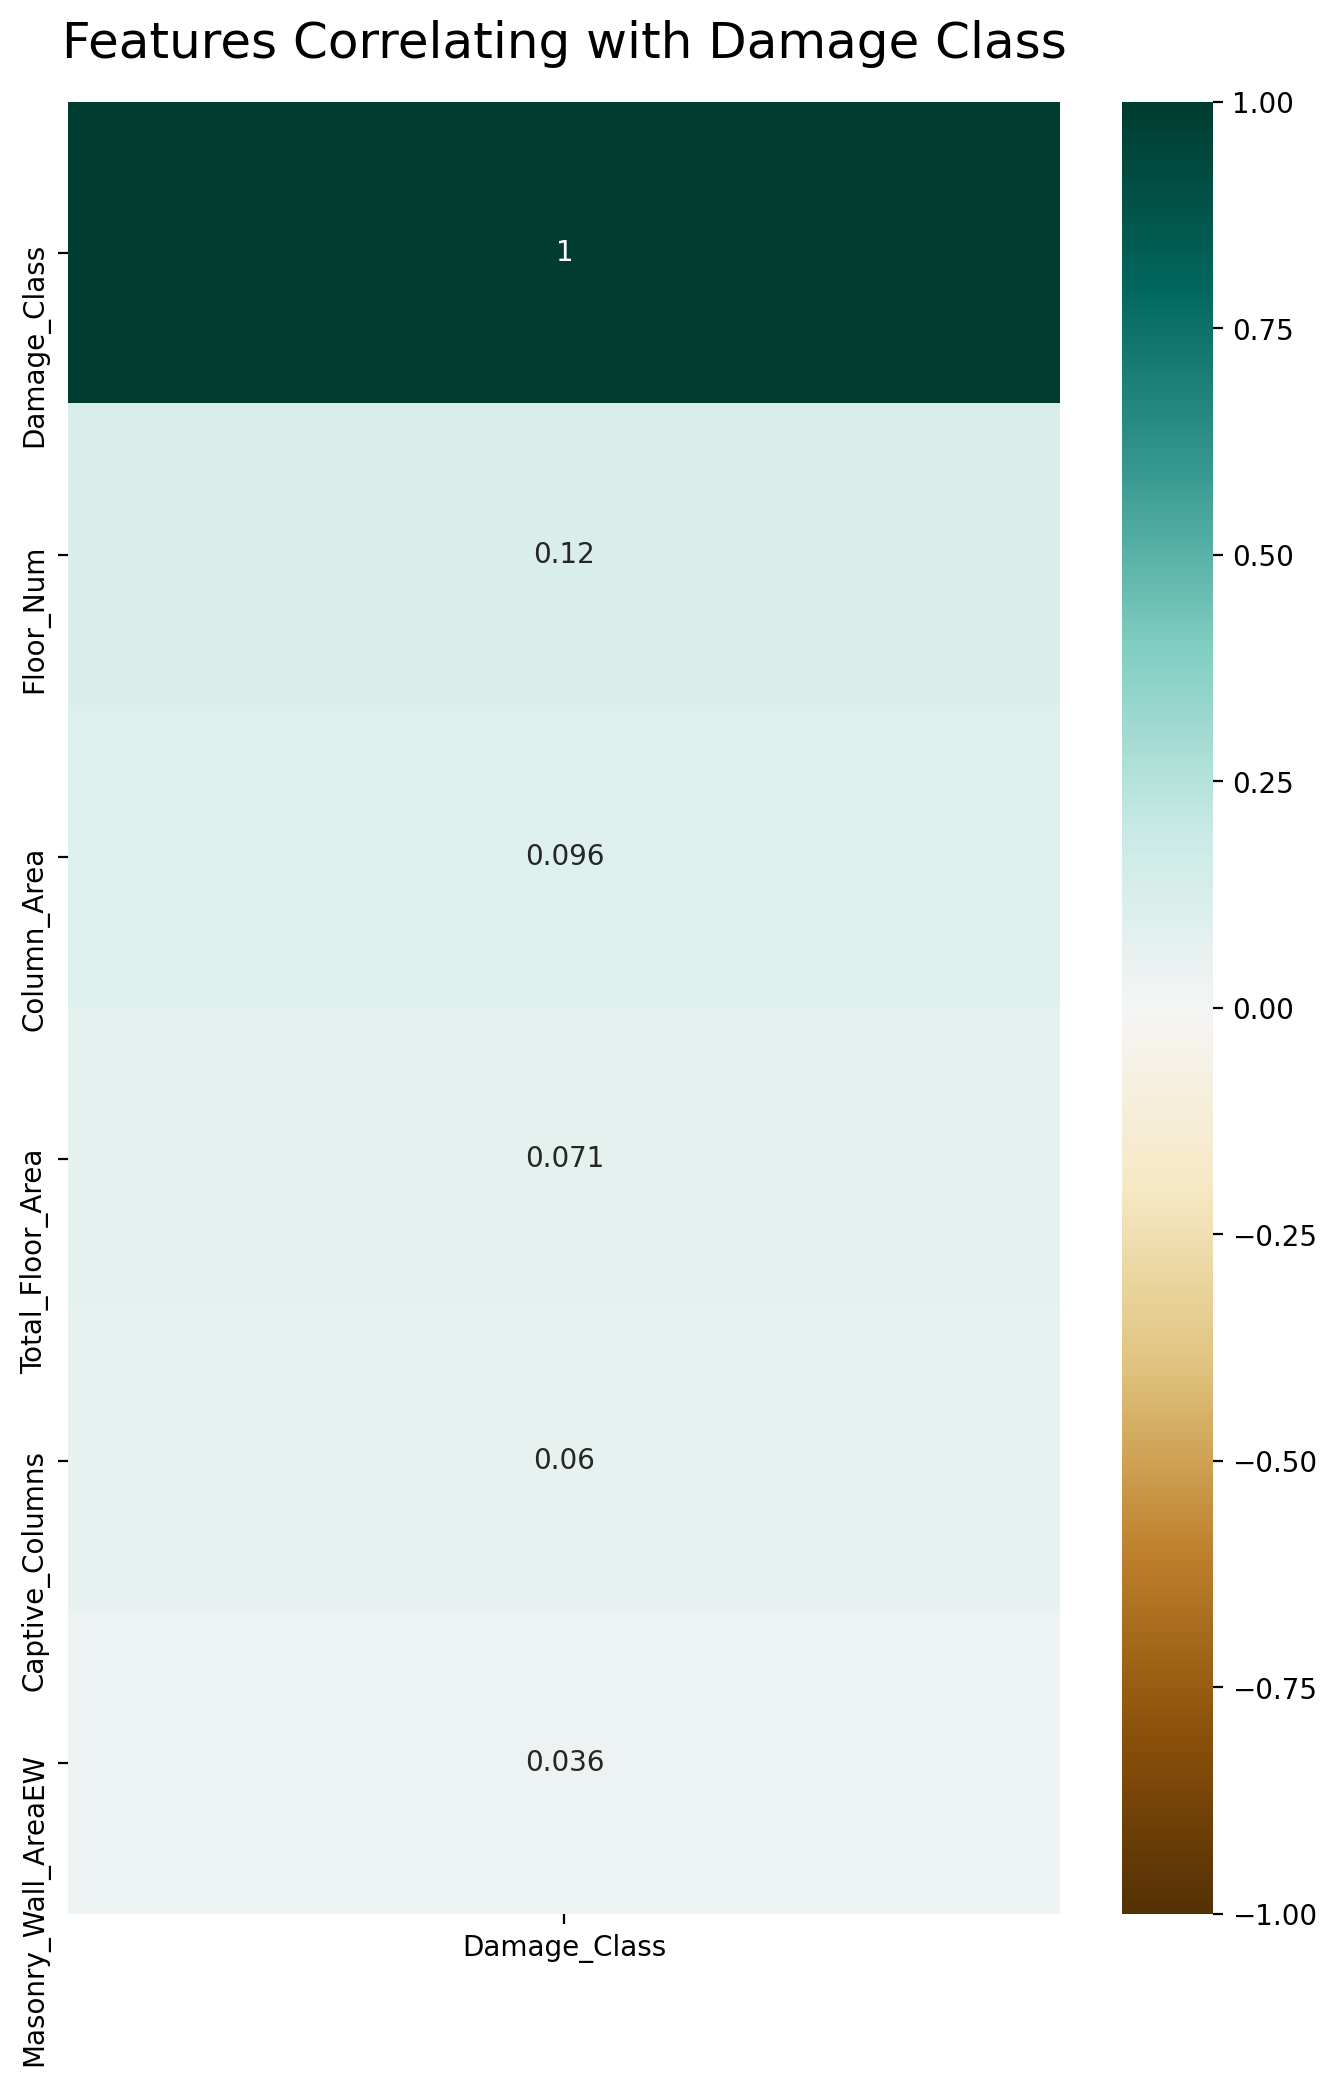 Features Correlating with Damage Class
Damage_Class
1
Floor_Num
0.12
Column_Area
0.096
Total_Floor_Area
0.071
Captive_Columns
0.06
Masonry_Wall_AreaEW
0.036
Damage_Class
1.00
0.75
0.50
0.25
0.00
−0.25
−0.50
−0.75
−1.00